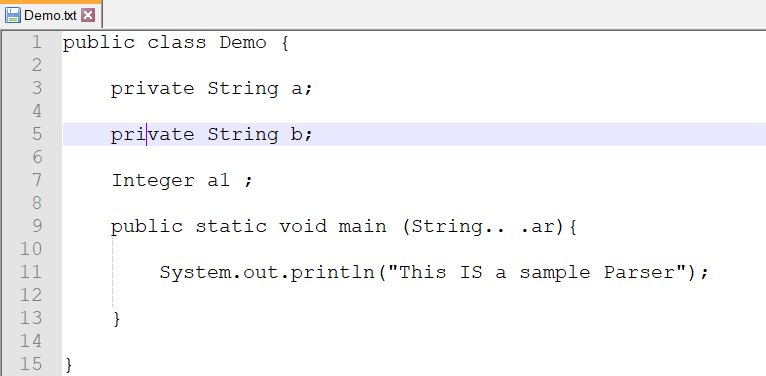 Demo.txt
1 public class Demo {
2
3 private String a;
4
5 private String b;
6
7 Integer a1 ;
8
9 public static void main (String.. .ar){
10
11 System.out.println("This IS a sample Parser");
12
13 }
14
15 }